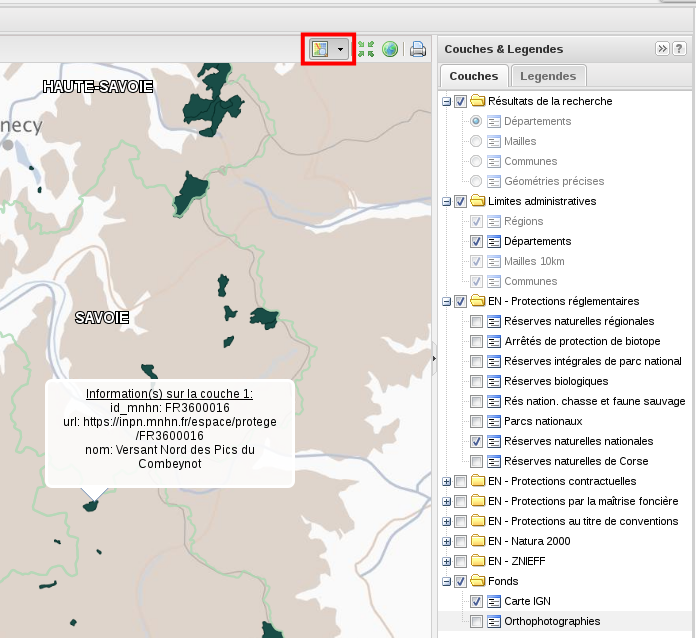 HAUTE-SAVOIE
necy
SAVOIE
Information(s) sur la couche 1:
id_mnhn: FR3600016
url: https://inpn.mnhn.fr/espace/protege
/FR3600016
nom: Versant Nord des Pics du
Combeynot
Couches & Legendes
?
Couches
Legendes
Résultats de la recherche
Départements
Mailles
Communes
Géométries précises
Limites administratives
Régions
Départements
Mailles 10km
Communes
EN - Protections réglementaires
Réserves naturelles régionales
Arrêtés de protection de biotope
Réserves intégrales de parc national
Réserves biologiques
Rés nation. chasse et faune sauvage
Parcs nationaux
Réserves naturelles nationales
Réserves naturelles de Corse
EN - Protections contractuelles
EN - Protections par la maîtrise foncière
EN - Protections au titre de conventions
EN - Natura 2000
EN - ZNIEFF
Fonds
Carte IGN
Orthophotographies